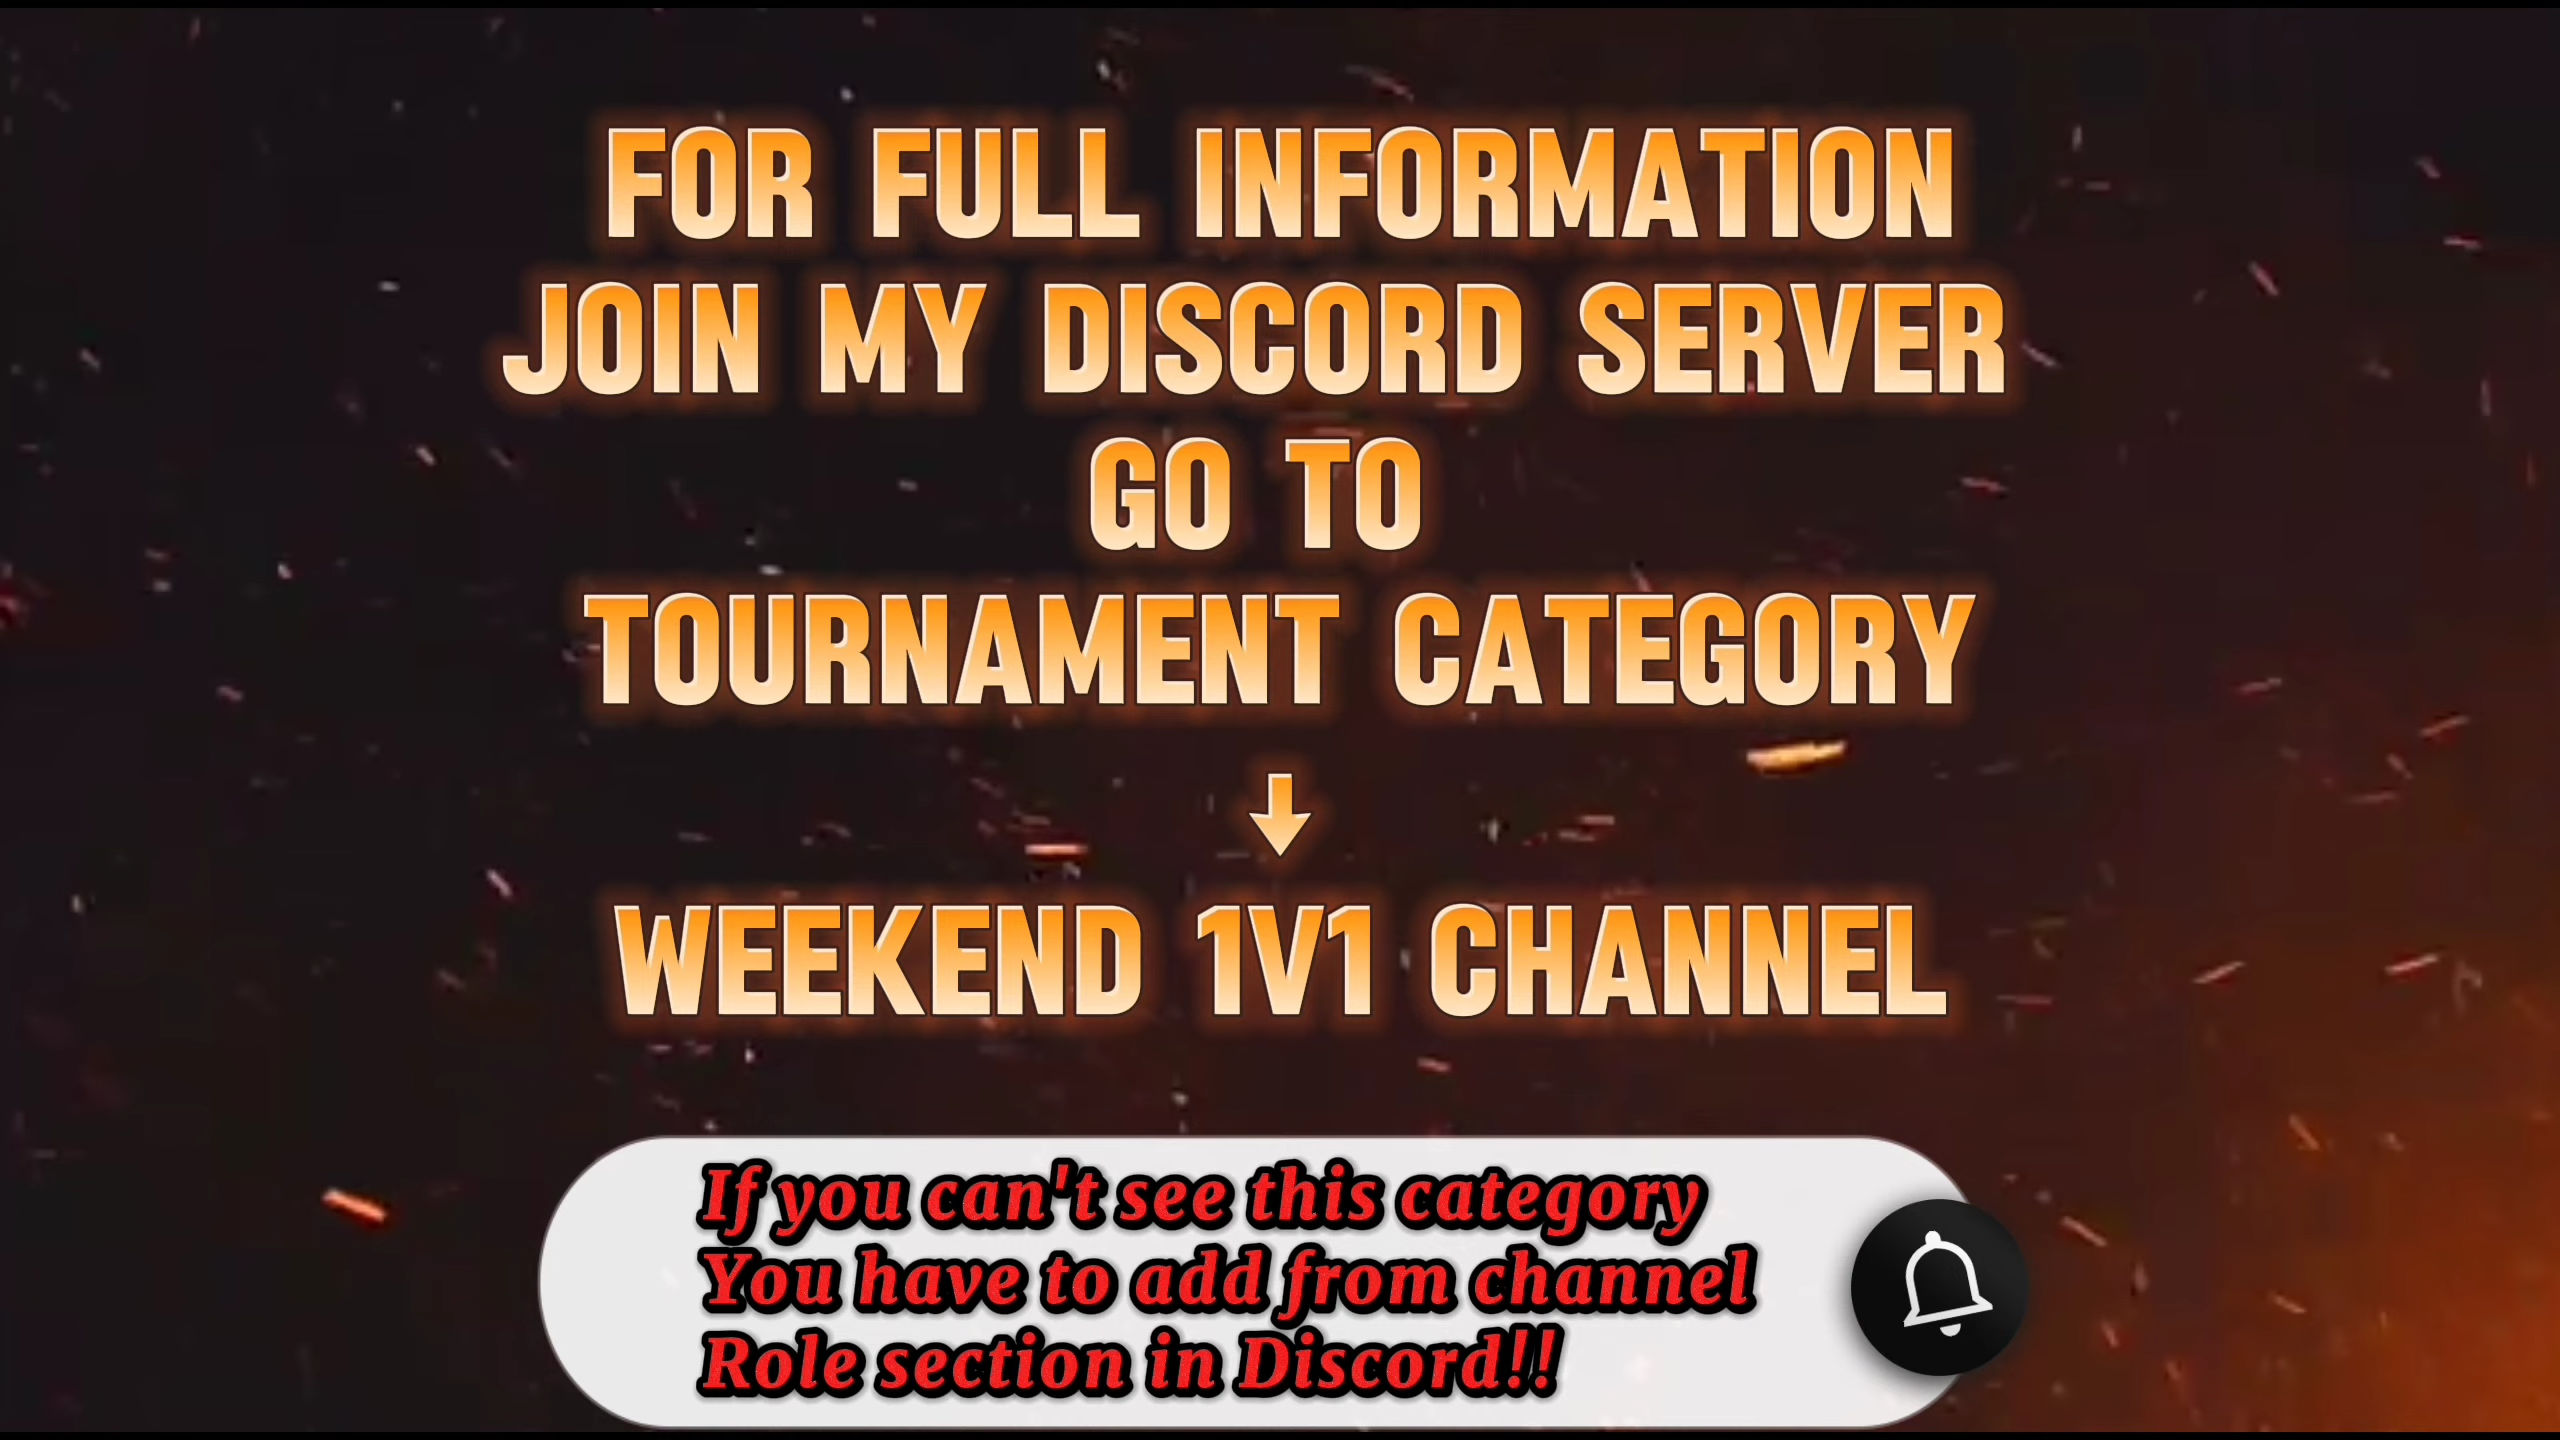 FOR FULL INFORMATION
JOIN MY DISCORD SERVER
GO TO
TOURNAMENT CATEGORY
↓
WEEKEND 1V1 CHANNEL
If you can't see this category
You have to add from channel
Role section in Discord!!